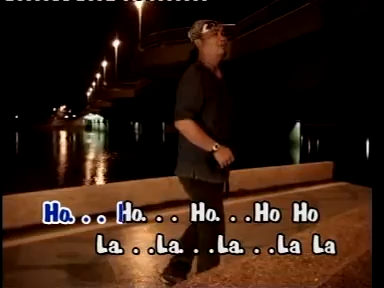 Ho. . . Ho. . . Ho. . .Ho Ho
La. . .La. . .La. . .La La